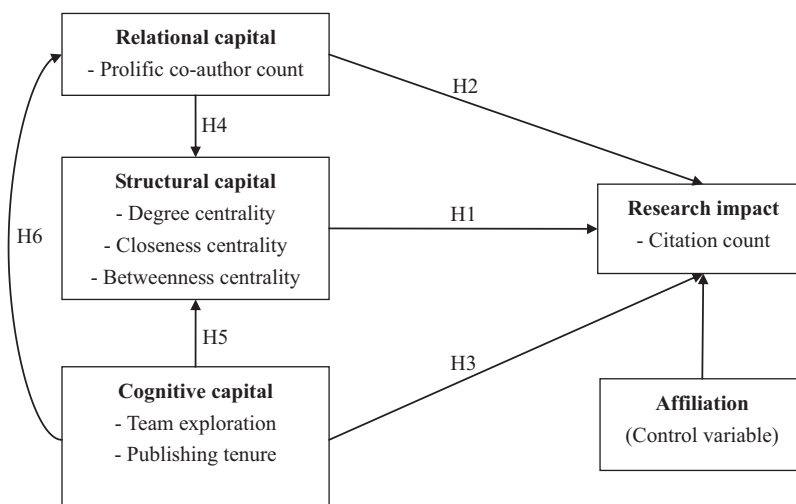 Relational capital
- Prolific co-author count
H2
H4
Structural capital
- Degree centrality
- Closeness centrality
- Betweenness centrality
H1
Research impact
- Citation count
H6
H5
H3
Cognitive capital
- Team exploration
- Publishing tenure
Affiliation
(Control variable)